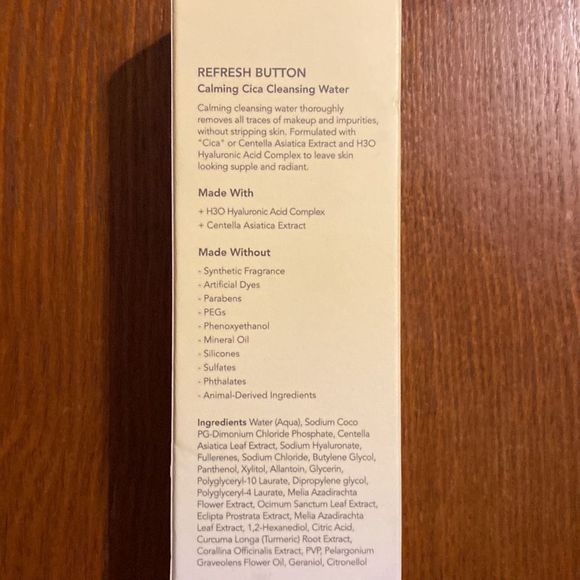 REFRESH BUTTON
Calming Cica Cleansing Water
Calming cleansing water thoroughly
removes all traces of makeup and impurities,
without stripping skin. Formulated with
"Cica" or Centella Asiatica Extract and H3O
Hyaluronic Acid Complex to leave skin
looking supple and radiant.
Made With
+ H3O Hyaluronic Acid Complex
+ Centella Asiatica Extract
Made Without
- Synthetic Fragrance
- Artificial Dyes
- Parabens
- PEGs
- Phenoxyethanol
- Mineral Oil
- Silicones
- Sulfates
- Phthalates
- Animal-Derived Ingredients
Ingredients Water (Aqua), Sodium Coco
PG-Dimonium Chloride Phosphate, Centella
Asiatica Leaf Extract, Sodium Hyaluronate,
Fullerenes, Sodium Chloride, Butylene Glycol,
Panthenol, Xylitol, Allantoin, Glycerin,
Polyglyceryl-10 Laurate, Dipropylene glycol,
Polyglyceryl-4 Laurate, Melia Azadirachta
Flower Extract, Ocimum Sanctum Leaf Extract,
Eclipta Prostrata Extract, Melia Azadirachta
Leaf Extract, 1,2-Hexanediol, Citric Acid,
Curcuma Longa (Turmeric) Root Extract,
Corallina Officinalis Extract, PVP, Pelargonium
Graveolens Flower Oil, Geraniol, Citronellol